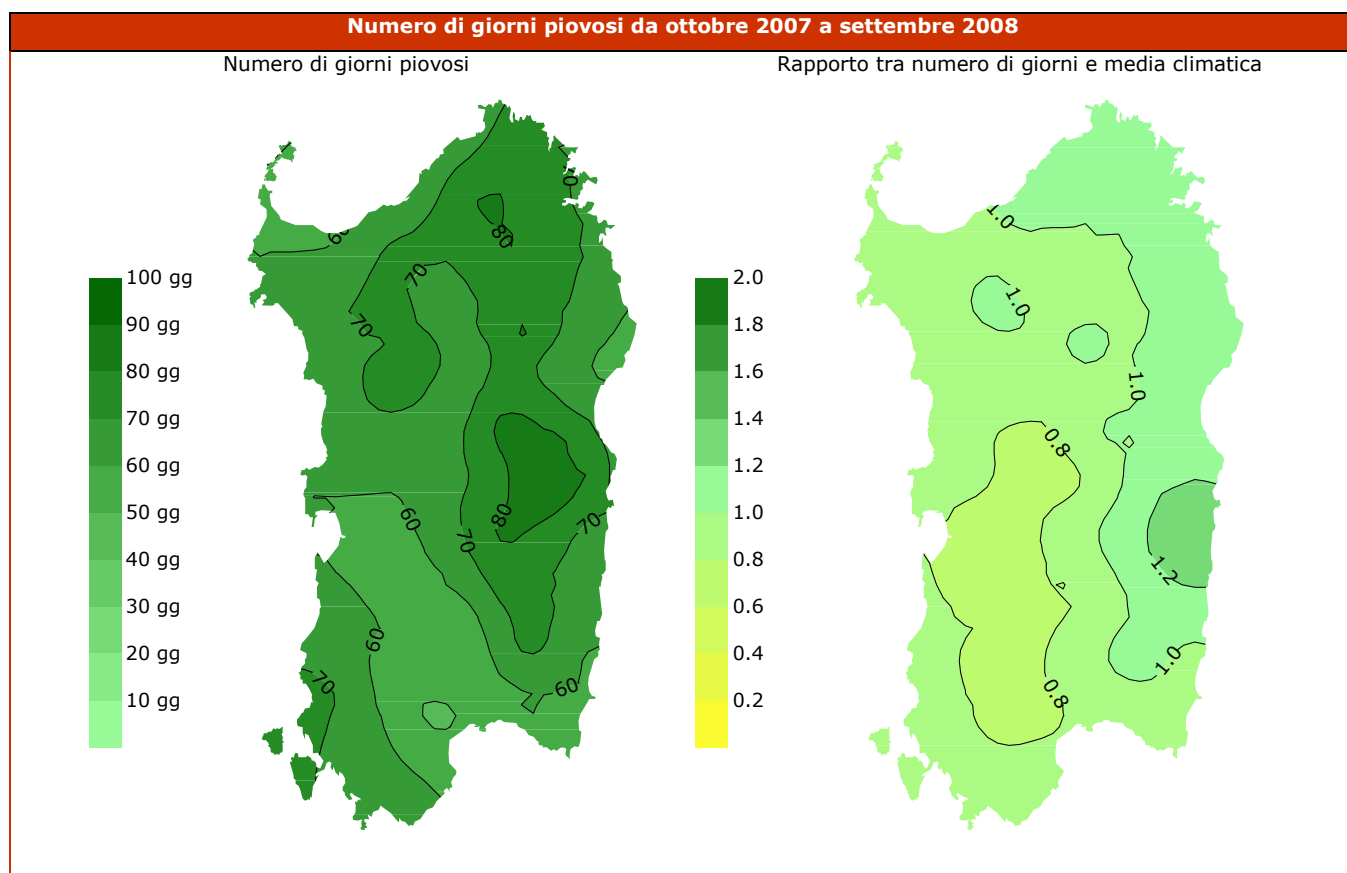 Numero di giorni piovosi da ottobre 2007 a settembre 2008
Numero di giorni piovosi
Rapporto tra numero di giorni e media climatica
100 gg
90 gg
80 gg
70 gg
60 gg
50 gg
40 gg
30 gg
20 gg
10 gg
70
60
80
70
70
60
80
70
70
60
70
60
2.0
1.8
1.6
1.4
1.2
1.0
0.8
0.6
0.4
0.2
1.0
1.0
1.0
0.8
1.2
1.0
0.8